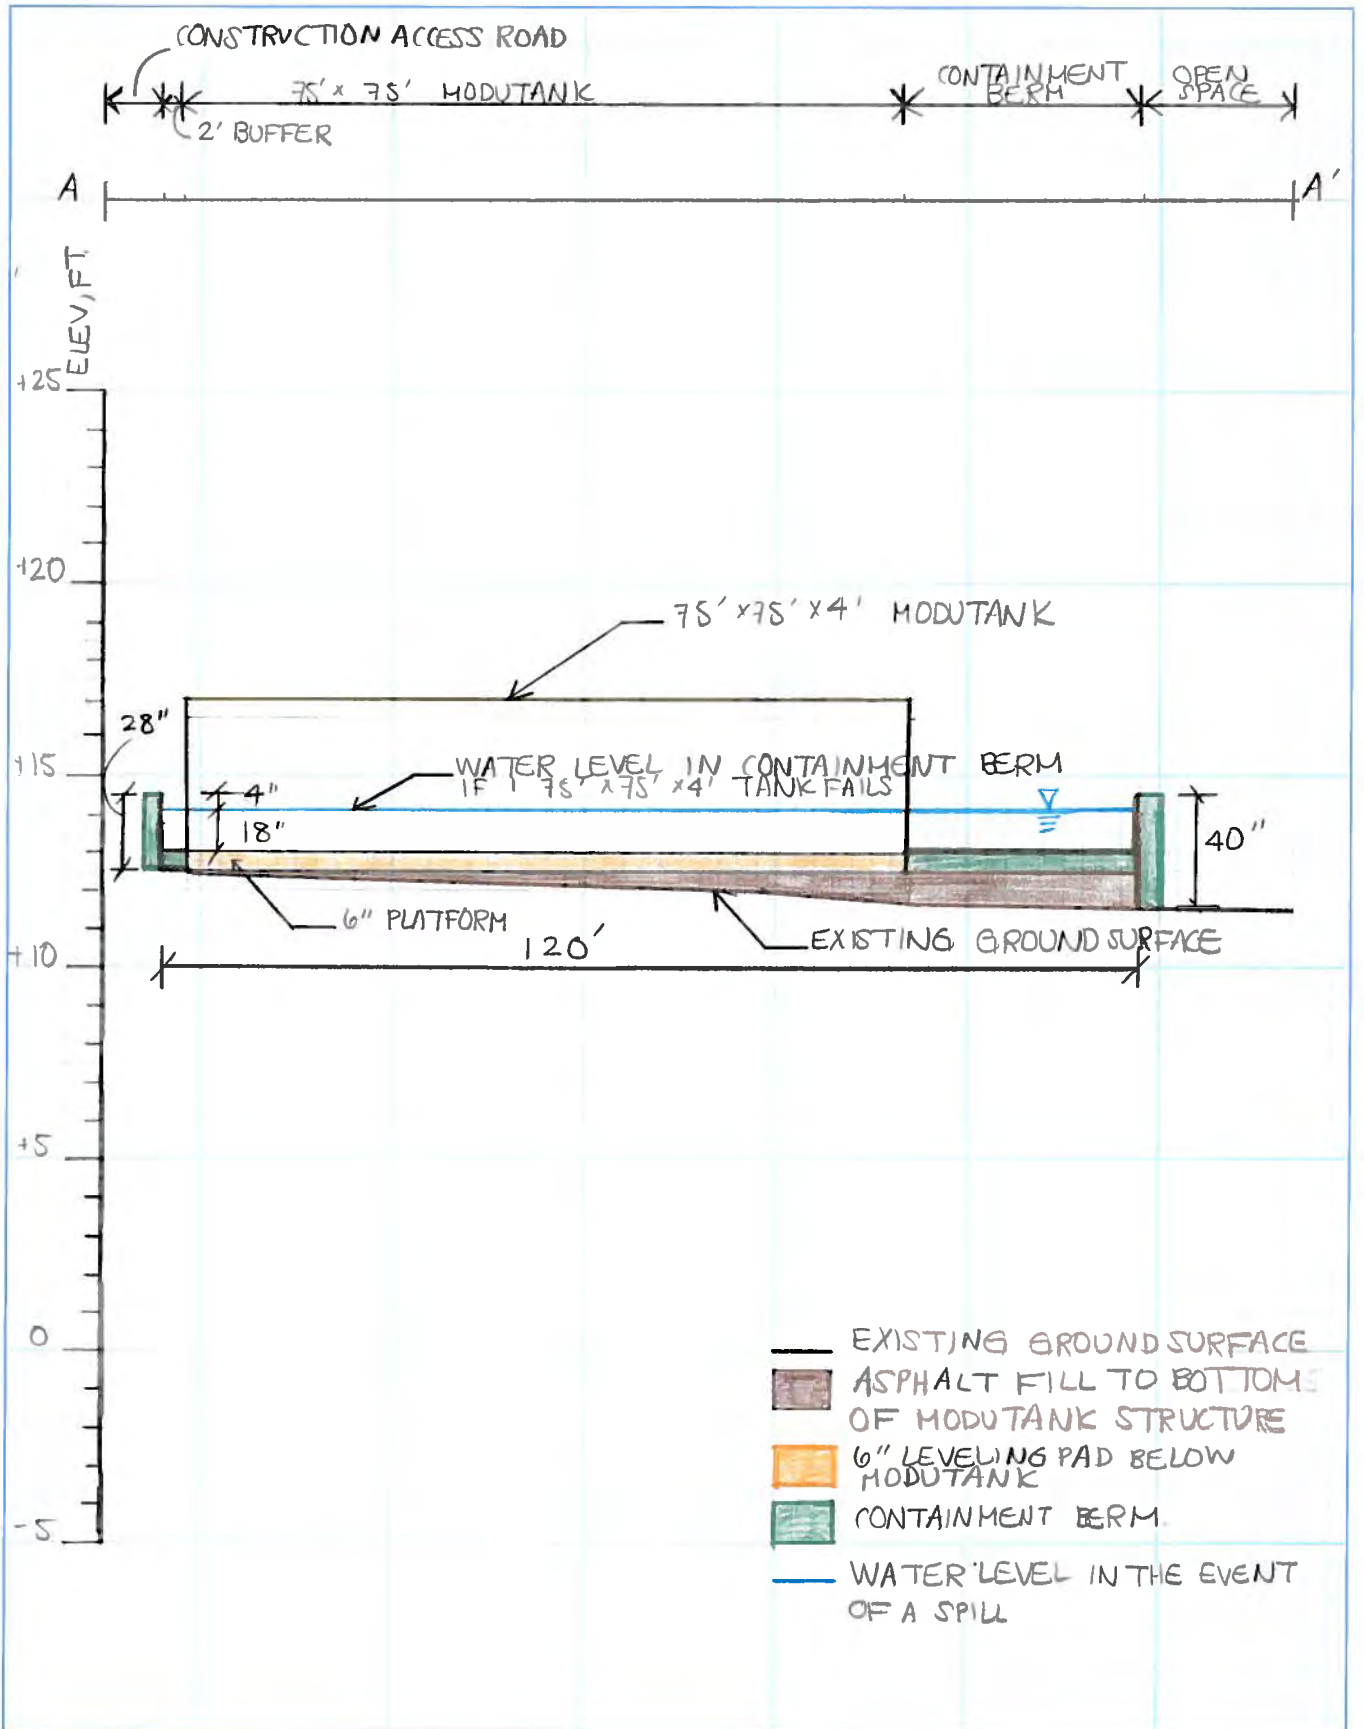 CONSTRUCTION ACCESS ROAD
75' x 75' MODUTANK
CONTAINMENT
BERM
OPEN
SPACE
2' BUFFER
A
A'
ELEV, FT.
+25
+20
75' x 75' x 4' MODUTANK
28"
+15
WATER LEVEL IN CONTAINMENT BERM
IF 1 75' x 75' x 4' TANK FAILS
4"
18"
40"
6" PLATFORM
EXISTING GROUND SURFACE
120'
+10
+5
0
-5
EXISTING GROUND SURFACE
ASPHALT FILL TO BOTTOM
OF MODUTANK STRUCTURE
6" LEVELING PAD BELOW
MODUTANK
CONTAINMENT BERM
WATER LEVEL IN THE EVENT
OF A SPILL